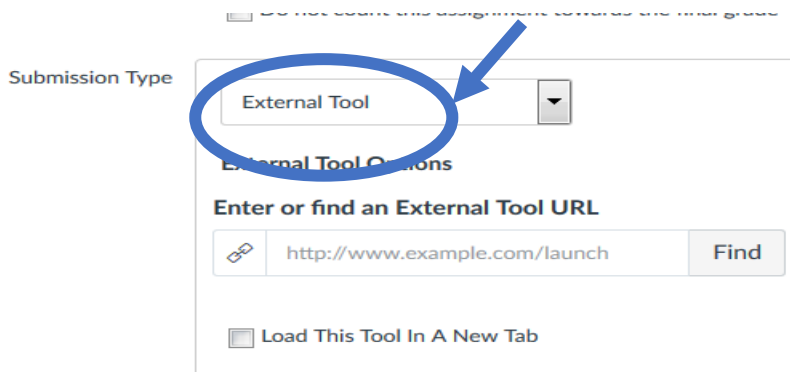 Do not count this assignment towards the final grade
Submission Type
External Tool
External Tool Options
Enter or find an External Tool URL
http://www.example.com/launch
Find
Load This Tool In A New Tab